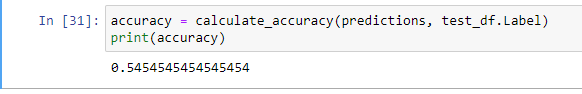 In [31]: accuracy = calculate_accuracy(predictions, test_df.Label)
print(accuracy)
0.5454545454545454